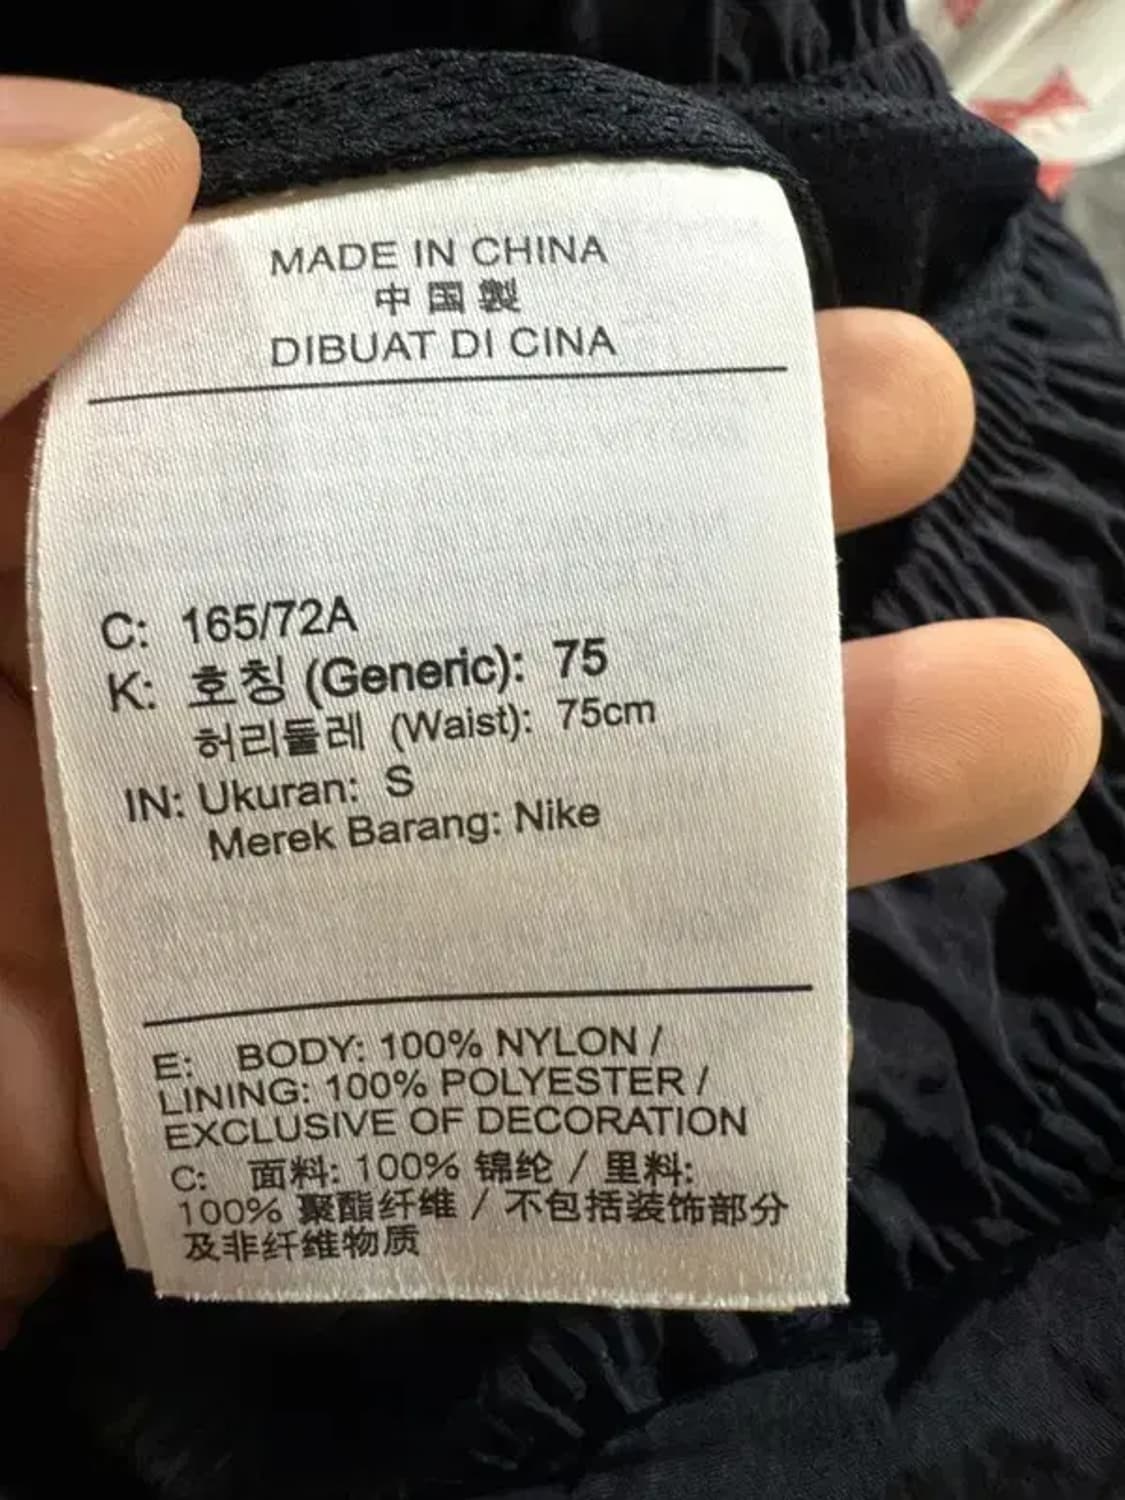 MADE IN CHINA
中国製
DIBUAT DI CINA
C: 165/72A
K: 호칭 (Generic): 75
허리둘레 (Waist): 75cm
IN: Ukuran: S
Merek Barang: Nike
E: BODY: 100% NYLON /
LINING: 100% POLYESTER /
EXCLUSIVE OF DECORATION
C: 面料: 100% 锦纶 / 里料:
100% 聚酯纤维 / 不包括装饰部分
及非纤维物质